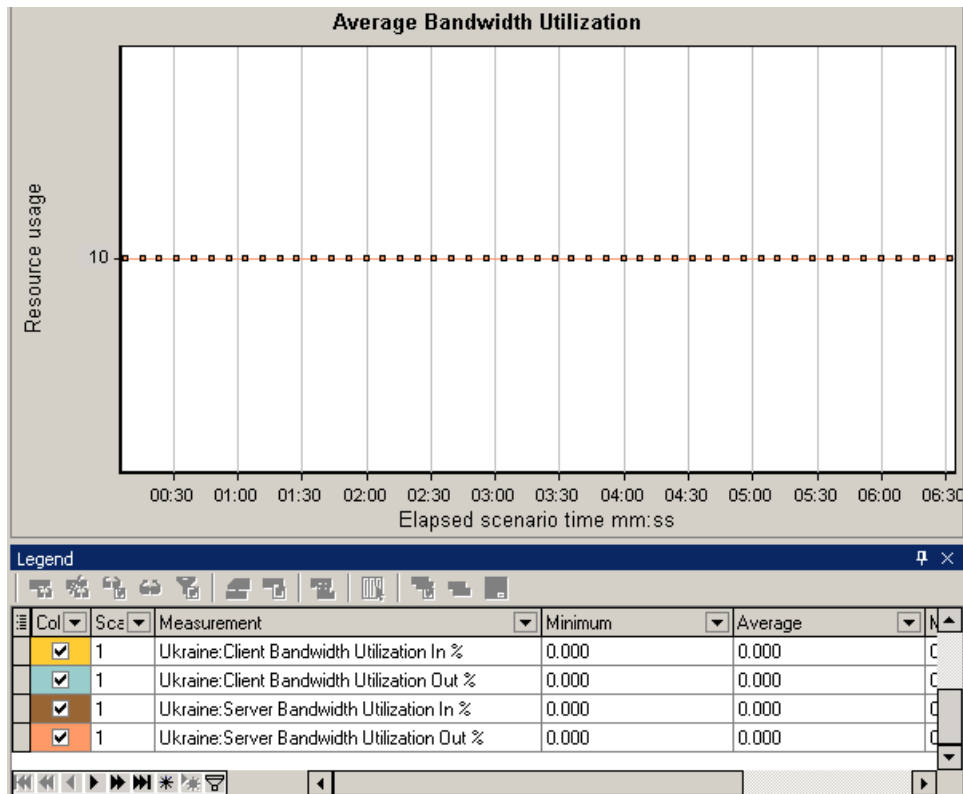 Average Bandwidth Utilization
Resource usage
10
00:30 01:00 01:30 02:00 02:30 03:00 03:30 04:00 04:30 05:00 05:30 06:00 06:30
Elapsed scenario time mm:ss
Legend
Col Sca Measurement Minimum Average
1 Ukraine:Client Bandwidth Utilization In % 0.000 0.000
1 Ukraine:Client Bandwidth Utilization Out % 0.000 0.000
1 Ukraine:Server Bandwidth Utilization In % 0.000 0.000
1 Ukraine:Server Bandwidth Utilization Out % 0.000 0.000